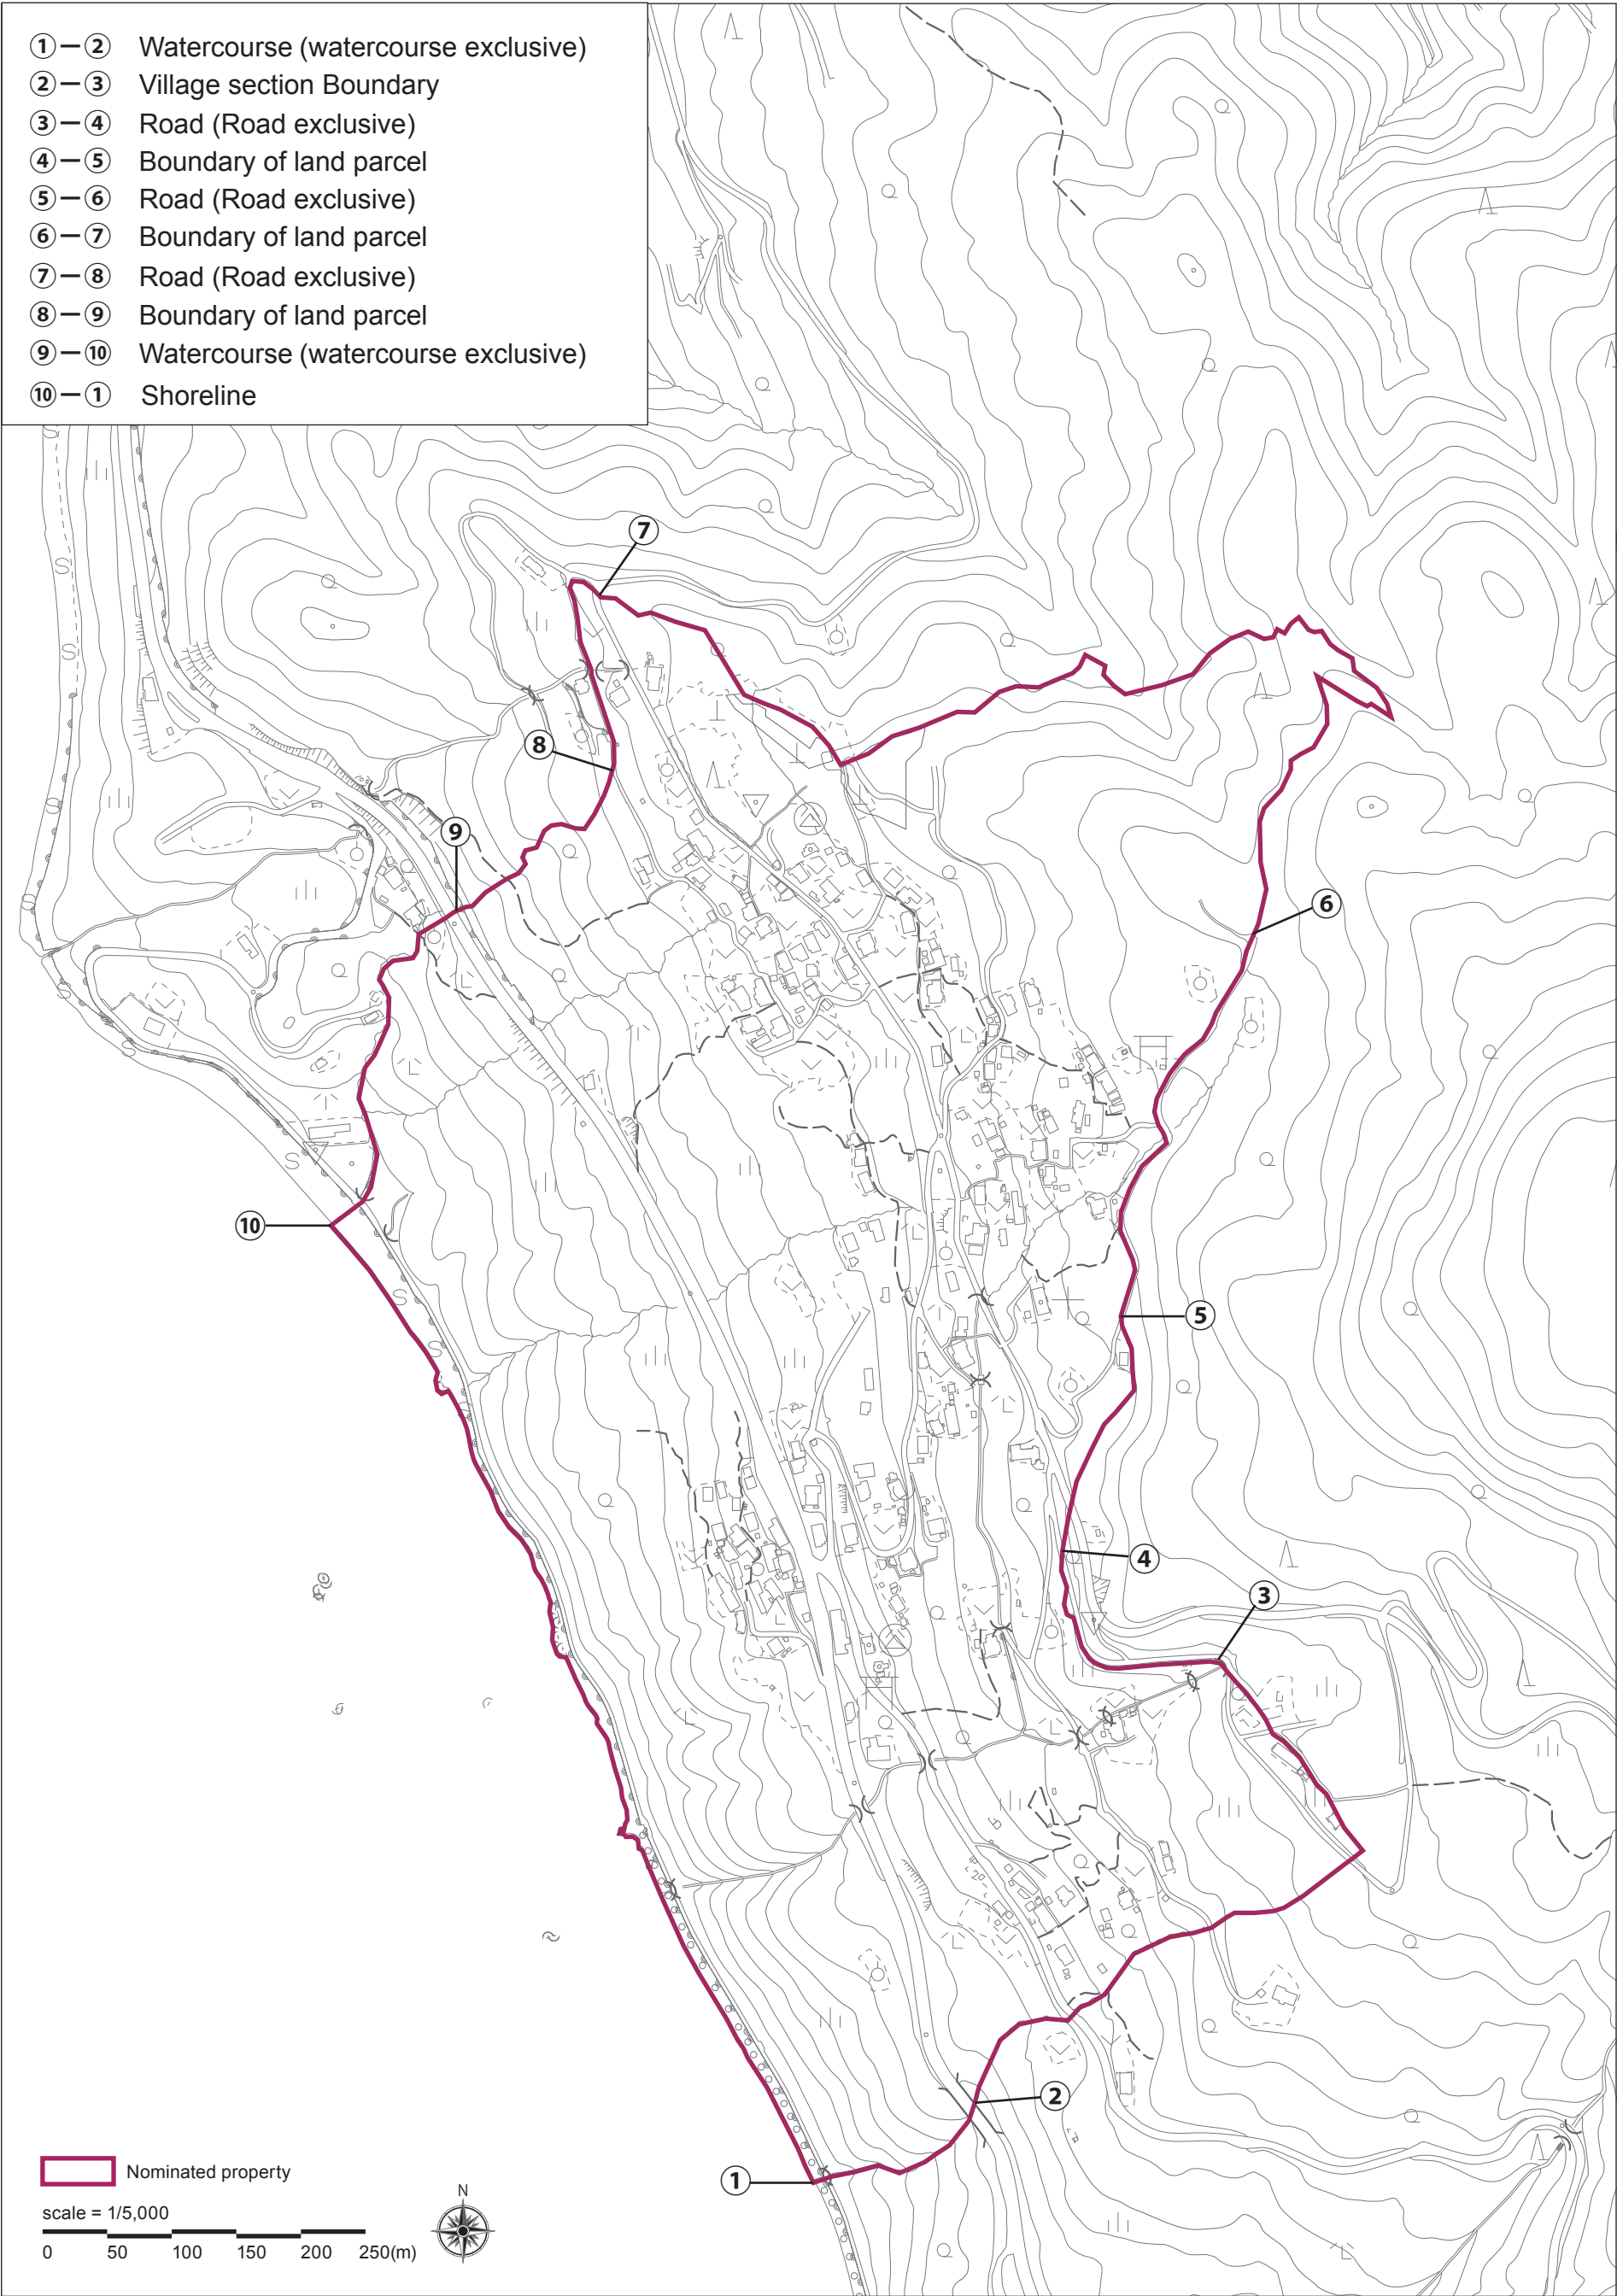 ①－② Watercourse (watercourse exclusive)
②－③ Village section Boundary
③－④ Road (Road exclusive)
④－⑤ Boundary of land parcel
⑤－⑥ Road (Road exclusive)
⑥－⑦ Boundary of land parcel
⑦－⑧ Road (Road exclusive)
⑧－⑨ Boundary of land parcel
⑨－⑩ Watercourse (watercourse exclusive)
⑩－① Shoreline
⑦
⑧
⑨
⑥
⑩
⑤
④
③
②
①
Nominated property
scale = 1/5,000
0 50 100 150 200 250(m)
N